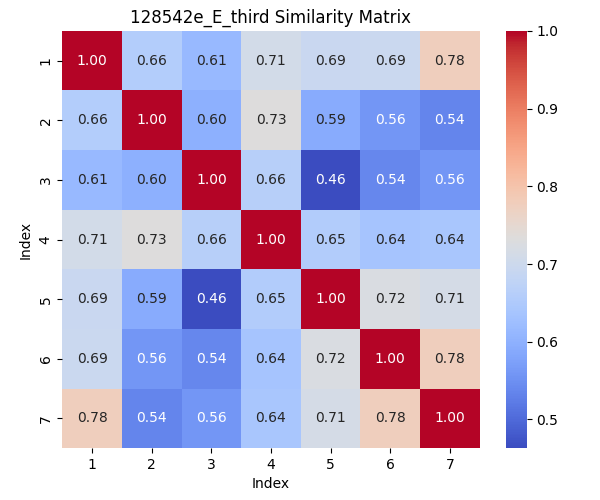 128542e_E_third Similarity Matrix
1 1.00 0.66 0.61 0.71 0.69 0.69 0.78
2 0.66 1.00 0.60 0.73 0.59 0.56 0.54
3 0.61 0.60 1.00 0.66 0.46 0.54 0.56
4 0.71 0.73 0.66 1.00 0.65 0.64 0.64
5 0.69 0.59 0.46 0.65 1.00 0.72 0.71
6 0.69 0.56 0.54 0.64 0.72 1.00 0.78
7 0.78 0.54 0.56 0.64 0.71 0.78 1.00
1 2 3 4 5 6 7
Index
Index
1.0
0.9
0.8
0.7
0.6
0.5